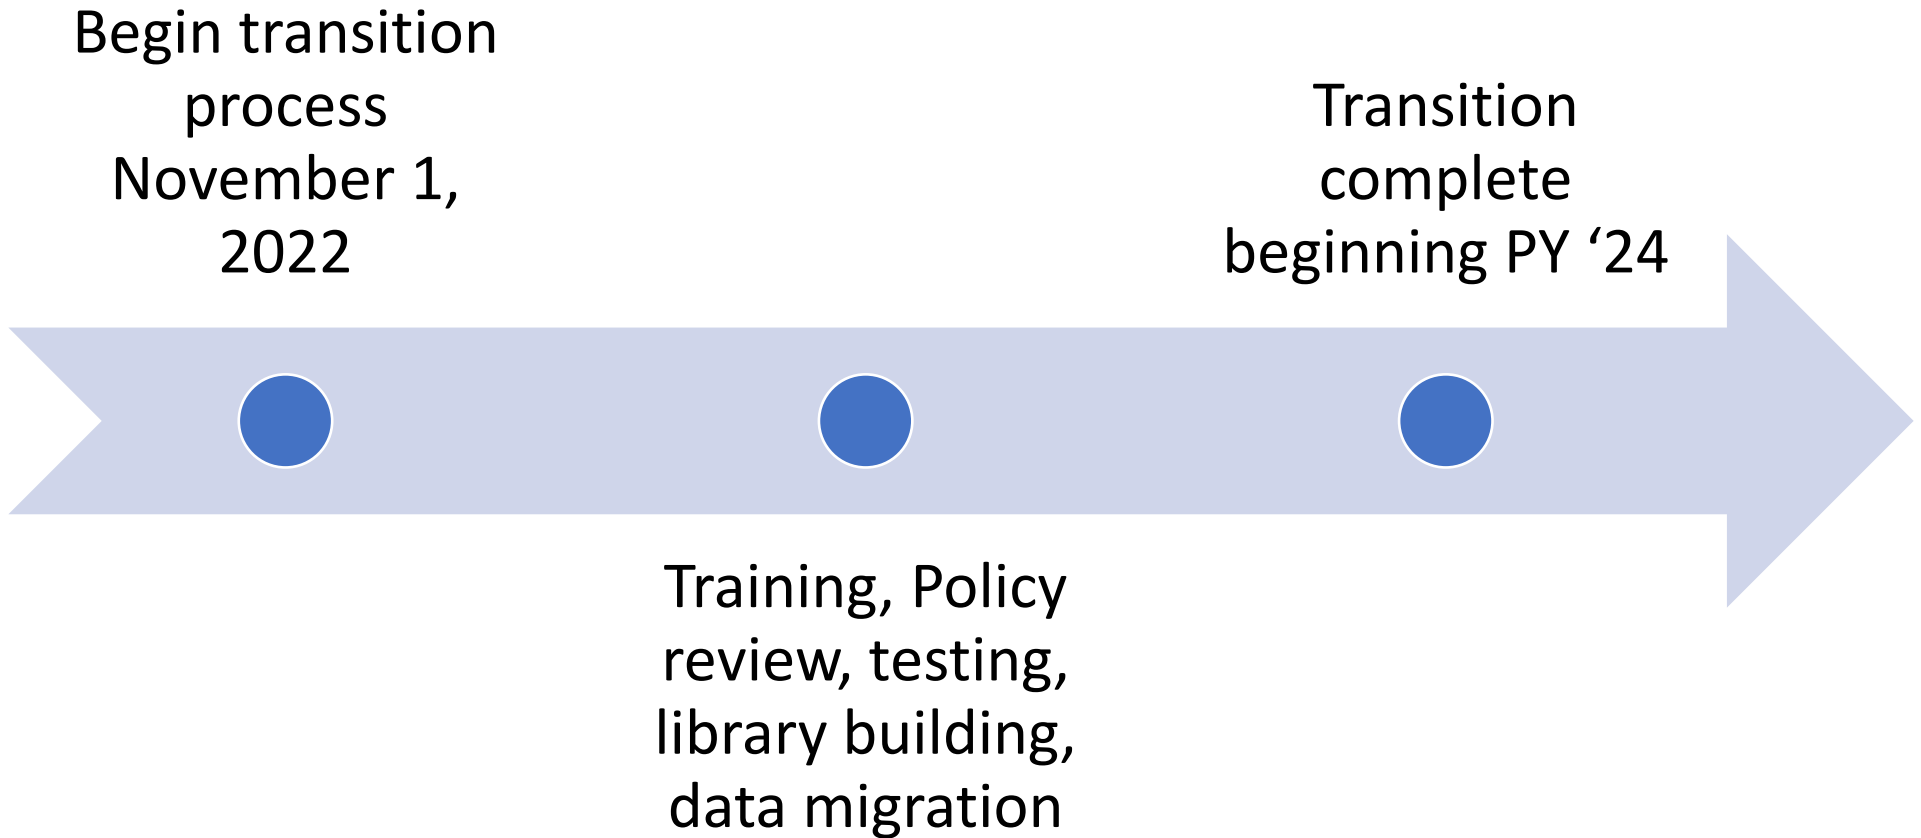 Begin transition
process
November 1,
2022
Training, Policy
review, testing,
library building,
data migration
Transition
complete
beginning PY ‘24